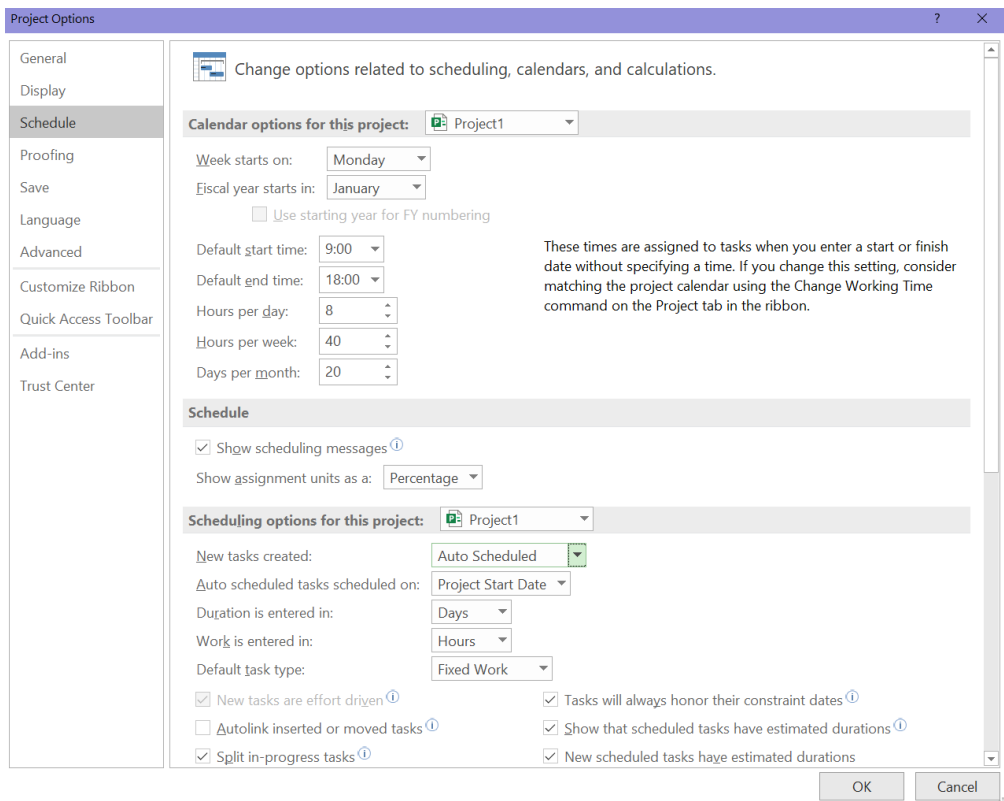 Project Options
?
General
Display
Schedule
Proofing
Save
Language
Advanced
Customize Ribbon
Quick Access Toolbar
Add-ins
Trust Center
Change options related to scheduling, calendars, and calculations.
Calendar options for this project: Project1
Week starts on: Monday
Fiscal year starts in: January
Use starting year for FY numbering
Default start time: 9:00
Default end time: 18:00
Hours per day: 8
Hours per week: 40
Days per month: 20
These times are assigned to tasks when you enter a start or finish
date without specifying a time. If you change this setting, consider
matching the project calendar using the Change Working Time
command on the Project tab in the ribbon.
Schedule
Show scheduling messages
Show assignment units as a: Percentage
Scheduling options for this project: Project1
New tasks created: Auto Scheduled
Auto scheduled tasks scheduled on: Project Start Date
Duration is entered in: Days
Work is entered in: Hours
Default task type: Fixed Work
New tasks are effort driven
Tasks will always honor their constraint dates
Autolink inserted or moved tasks
Show that scheduled tasks have estimated durations
Split in-progress tasks
New scheduled tasks have estimated durations
OK
Cancel